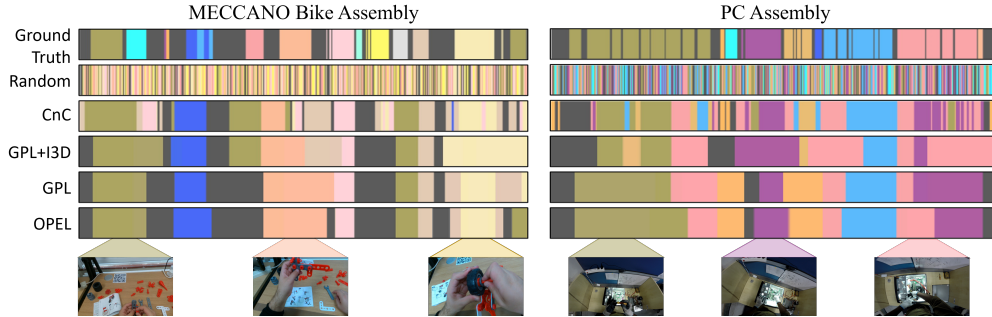 MECCANO Bike Assembly
PC Assembly
Ground
Truth
Random
CnC
GPL+I3D
GPL
OPEL